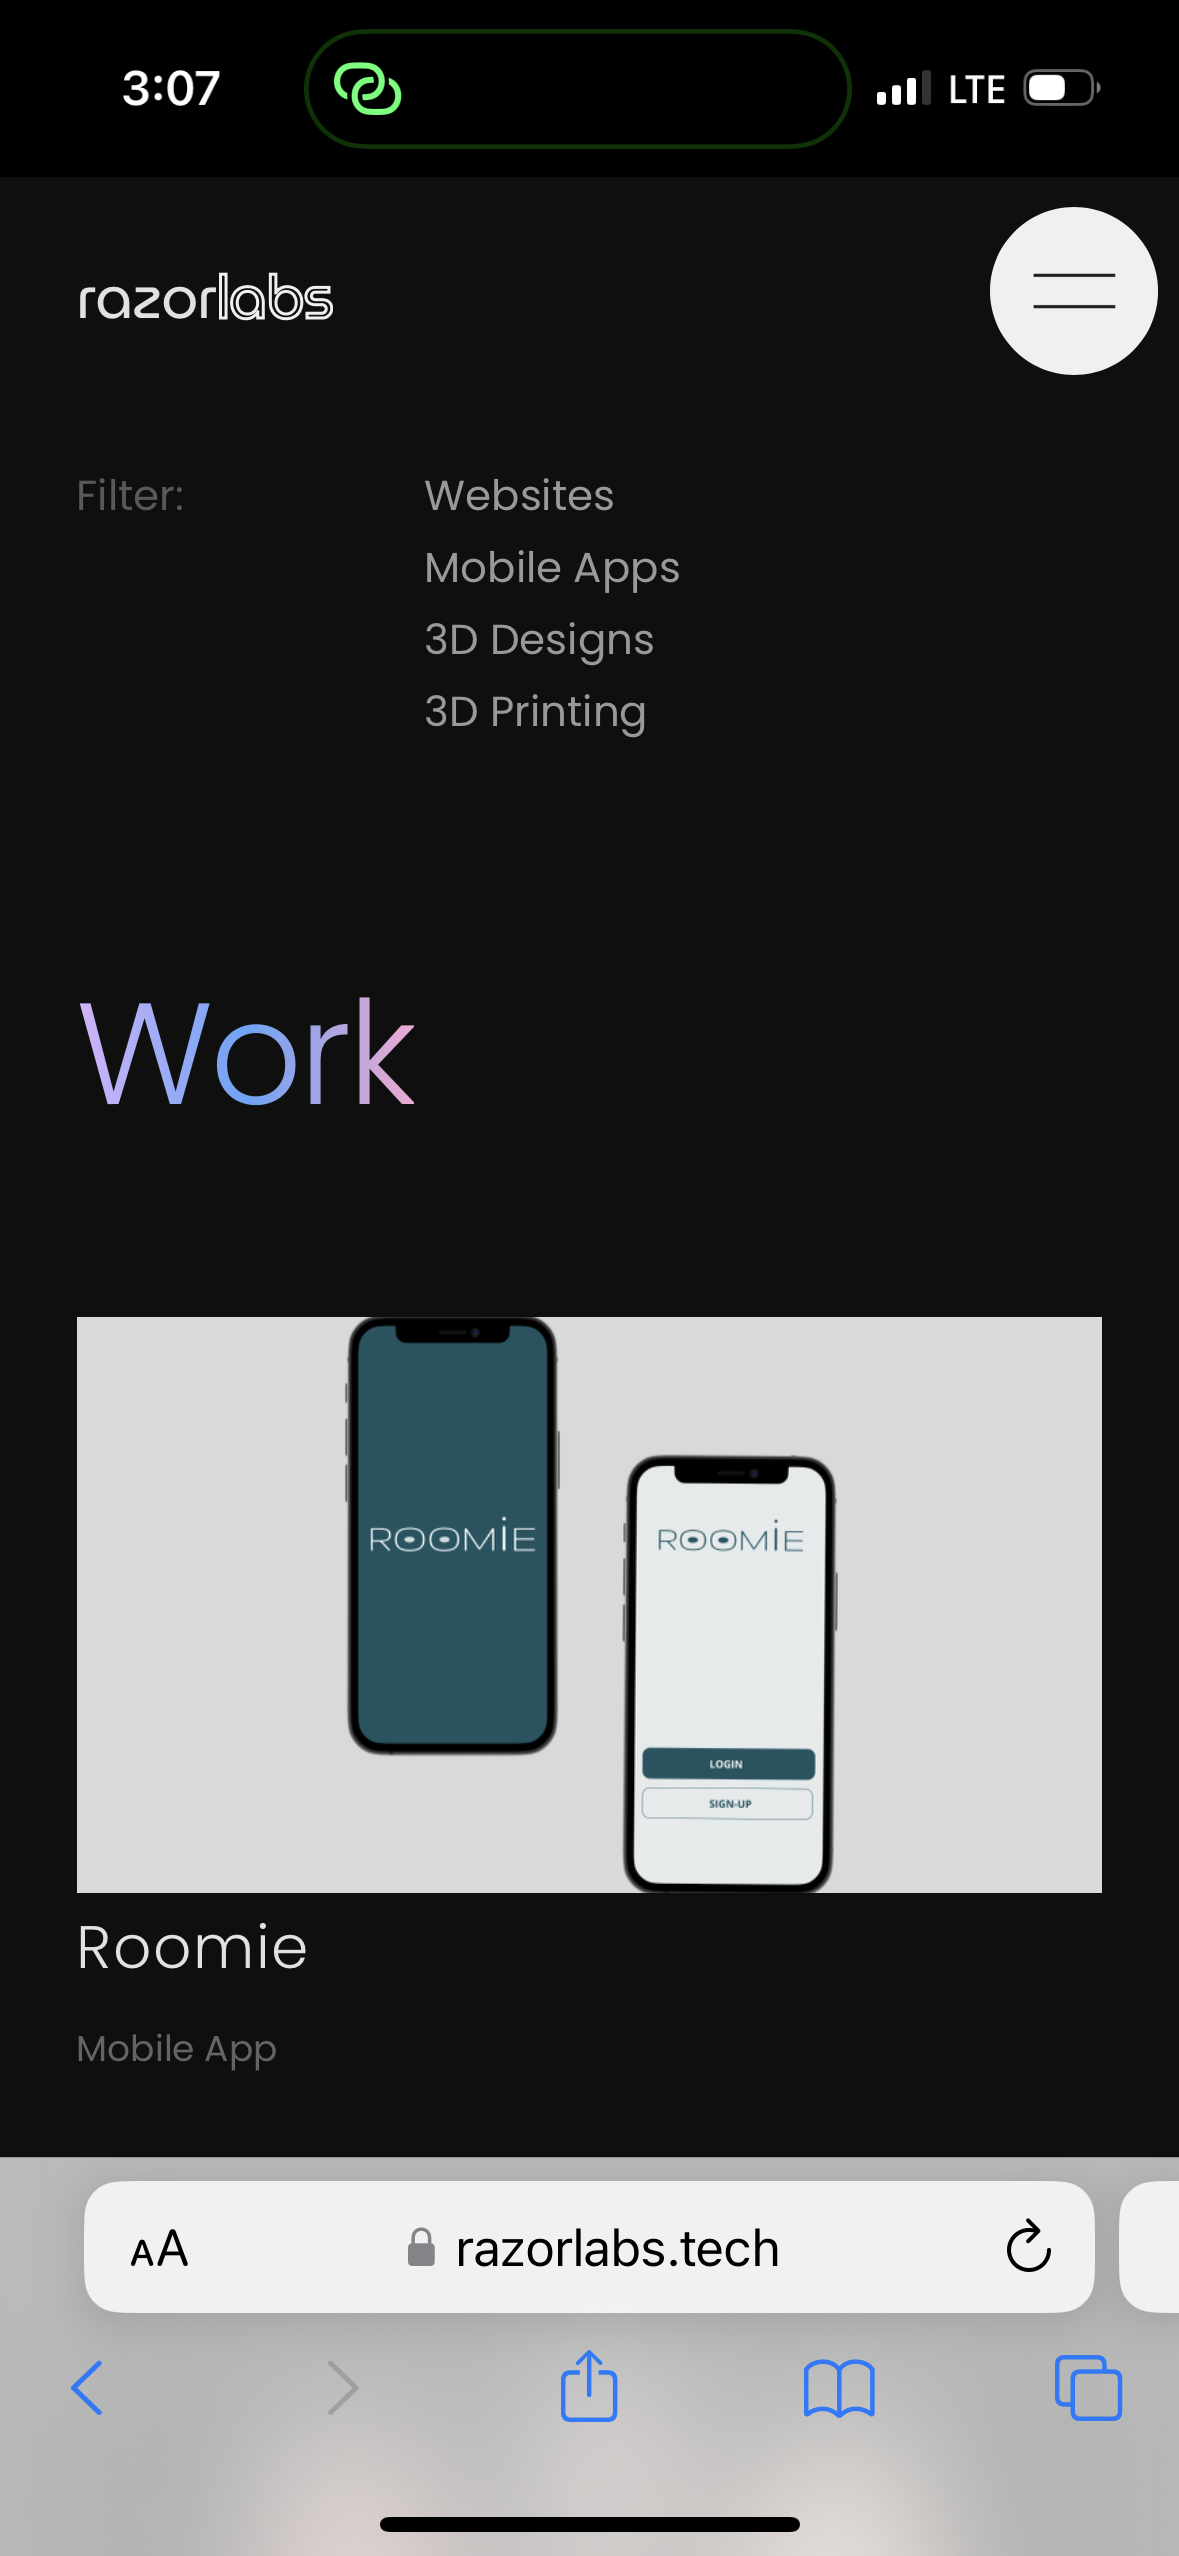 3:07
LTE
razorlabs
Filter:
Websites
Mobile Apps
3D Designs
3D Printing
Work
ROOMIE
ROOMIE
LOGIN
SIGN-UP
Roomie
Mobile App
AA
razorlabs.tech